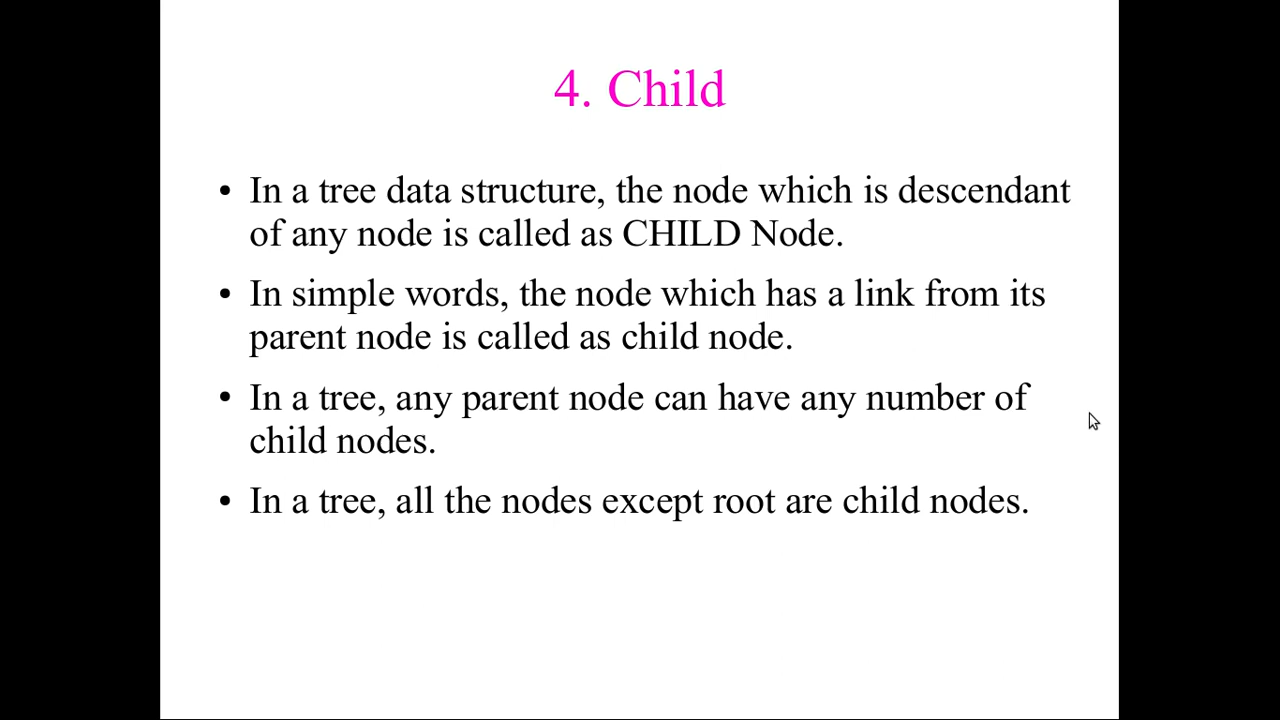 4. Child
• In a tree data structure, the node which is descendant
of any node is called as CHILD Node.
• In simple words, the node which has a link from its
parent node is called as child node.
• In a tree, any parent node can have any number of
child nodes.
• In a tree, all the nodes except root are child nodes.